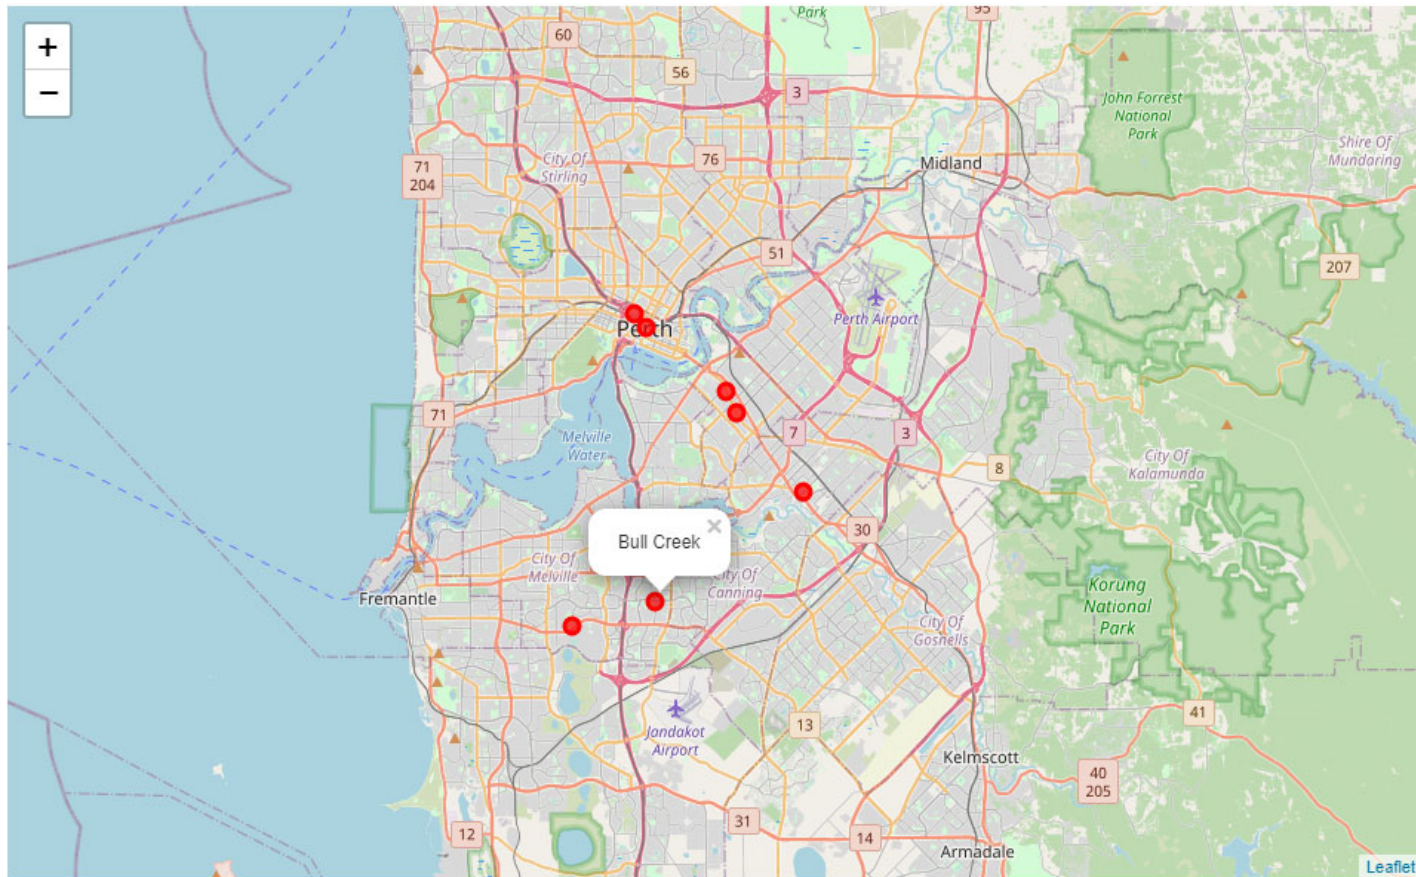 +
−
Park
95
60
56
3
John Forrest
National
Park
Shire Of
Mundaring
71
204
City Of
Stirling
76
Midland
51
207
Perth
Perth Airport
71
Melville
Water
7
3
8
City Of
Kalamunda
30
Bull Creek
×
City Of
Melville
City Of
Canning
Fremantle
Korung
National
Park
City Of
Gosnells
Jandakot
Airport
13
41
Kelmscott
40
205
12
31
14
Armadale
Leaflet